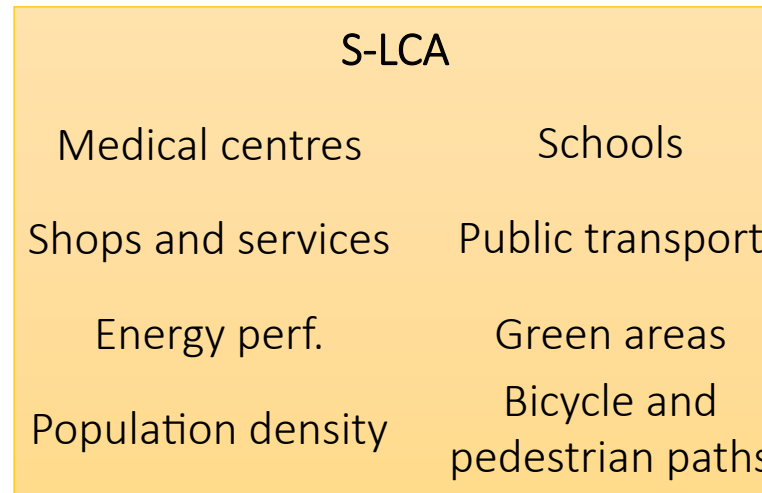 S-LCA
Medical centres
Schools
Shops and services
Public transport
Energy perf.
Green areas
Population density
Bicycle and
pedestrian paths